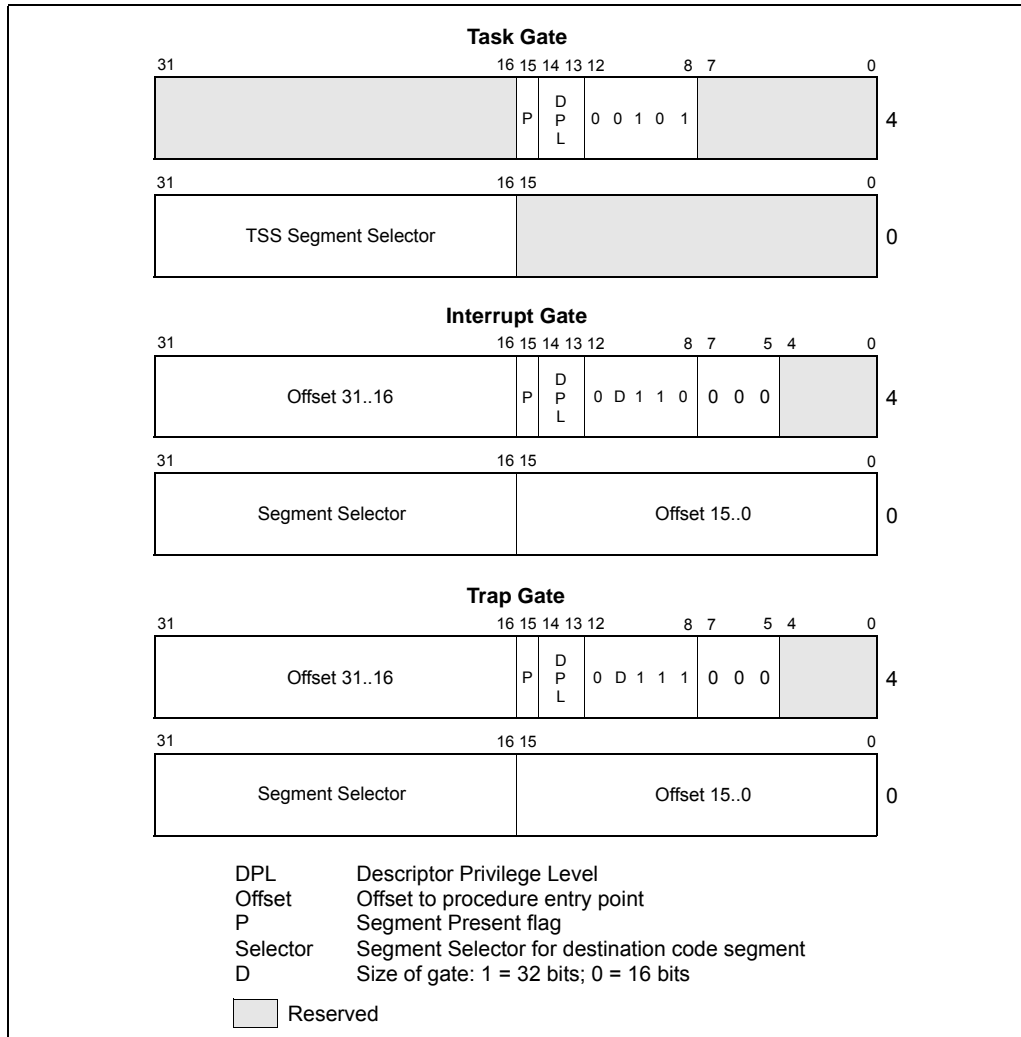 Task Gate
31 16 15 14 13 12 8 7 0
P DPL 0 0 1 0 1 4
31 16 15 0
TSS Segment Selector 0
Interrupt Gate
31 16 15 14 13 12 8 7 5 4 0
Offset 31..16 P DPL 0 D 1 1 0 0 0 0 4
31 16 15 0
Segment Selector Offset 15..0 0
Trap Gate
31 16 15 14 13 12 8 7 5 4 0
Offset 31..16 P DPL 0 D 1 1 1 0 0 0 4
31 16 15 0
Segment Selector Offset 15..0 0
DPL Descriptor Privilege Level
Offset Offset to procedure entry point
P Segment Present flag
Selector Segment Selector for destination code segment
D Size of gate: 1 = 32 bits; 0 = 16 bits
Reserved